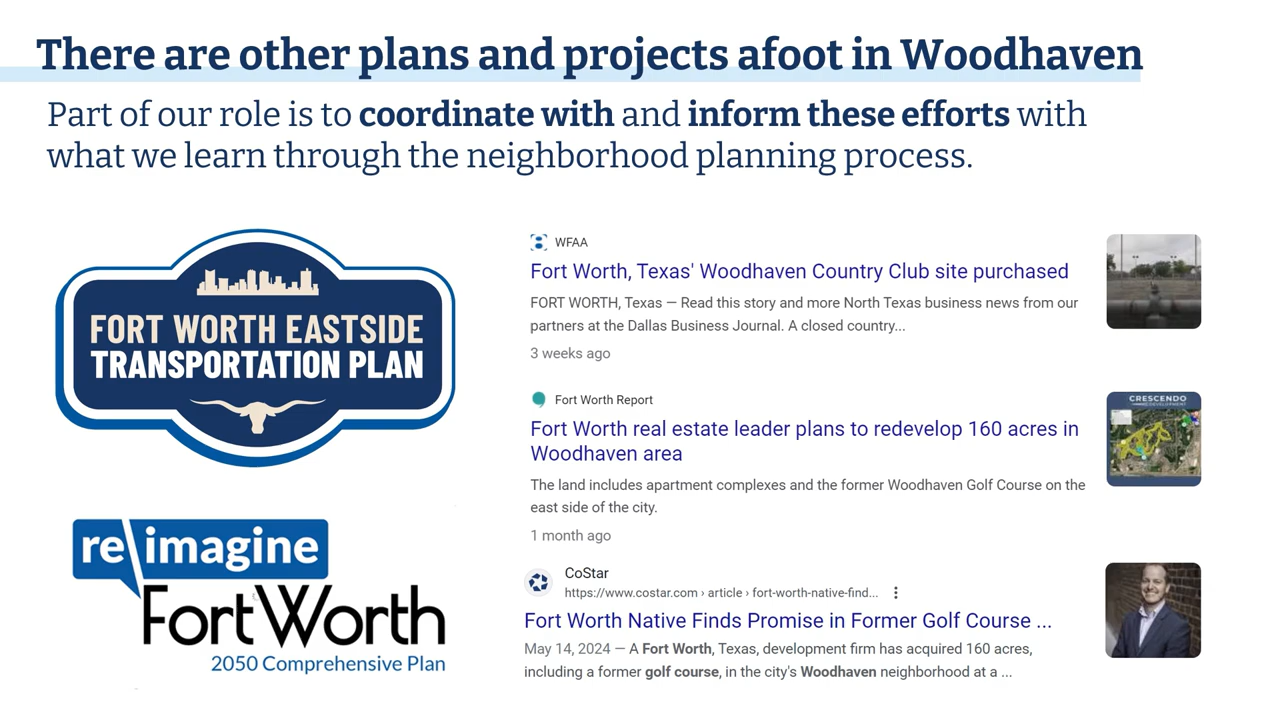 There are other plans and projects afoot in Woodhaven
Part of our role is to coordinate with and inform these efforts with
what we learn through the neighborhood planning process.
FORT WORTH EASTSIDE
TRANSPORTATION PLAN
re\imagine
Fort Worth
2050 Comprehensive Plan
WFAA
Fort Worth, Texas' Woodhaven Country Club site purchased
FORT WORTH, Texas — Read this story and more North Texas business news from our
partners at the Dallas Business Journal. A closed country...
3 weeks ago
Fort Worth Report
Fort Worth real estate leader plans to redevelop 160 acres in
Woodhaven area
The land includes apartment complexes and the former Woodhaven Golf Course on the
east side of the city.
1 month ago
CRESCENDO
DEVELOPMENT
CoStar
https://www.costar.com › article › fort-worth-native-find...
Fort Worth Native Finds Promise in Former Golf Course ...
May 14, 2024 — A Fort Worth, Texas, development firm has acquired 160 acres,
including a former golf course, in the city's Woodhaven neighborhood at a ...